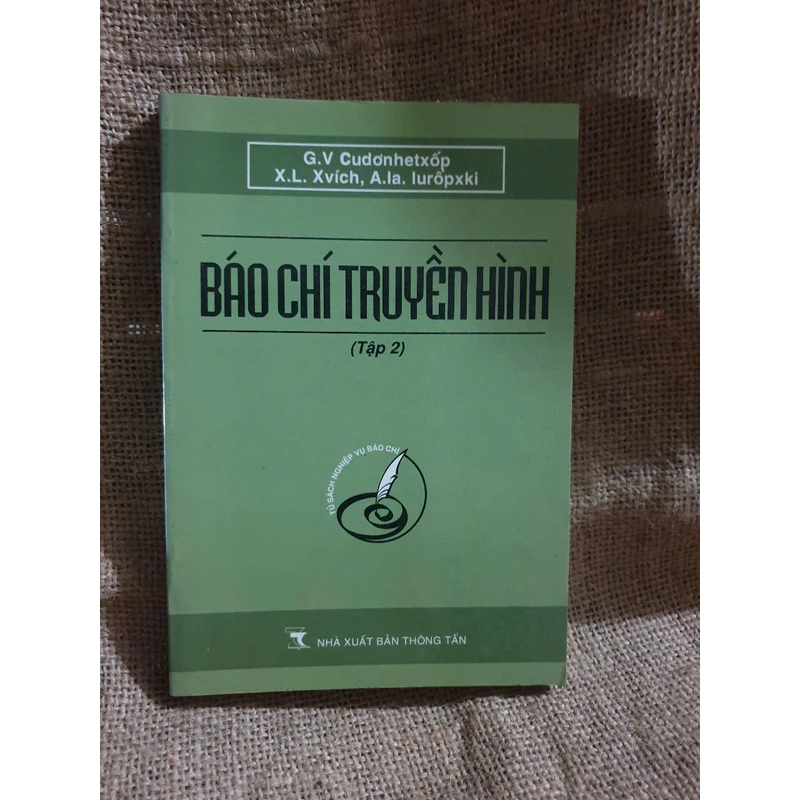 G.V Cudơnhetxốp
X.L. Xvích, A.Ia. Iurốpxki
BÁO CHÍ TRUYỀN HÌNH
(Tập 2)
TỦ SÁCH NGHIỆP VỤ BÁO CHÍ
NHÀ XUẤT BẢN THÔNG TẤN